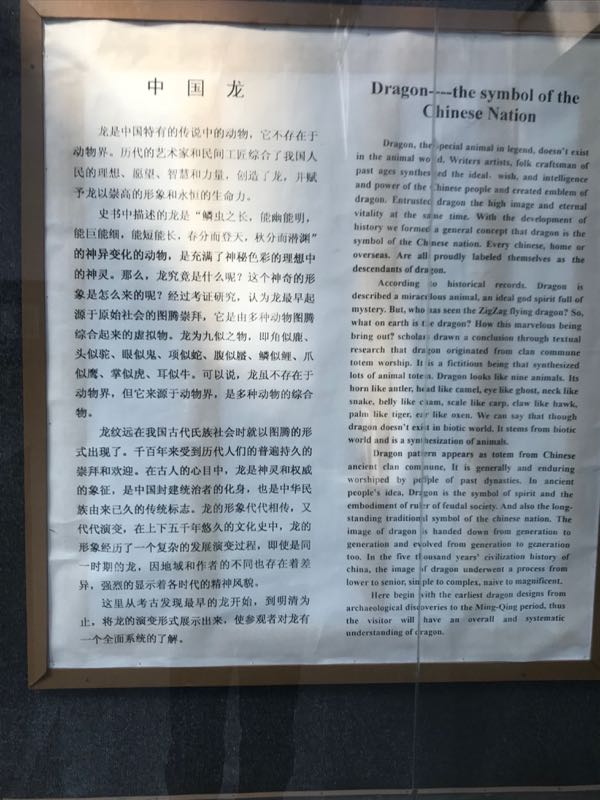 中国龙
龙是中国特有的传说中的动物，它不存在于
动物界。历代的艺术家和民间工匠综合了我国人
民的理想、愿望、智慧和力量，创造了龙，并赋
予龙以崇高的形象和永恒的生命力。
史书中描述的龙是“鳞虫之长，能幽能明，
能巨能细，能短能长，春分而登天，秋分而潜渊”
的神异变化的动物，是充满了神秘色彩的理想中
的神灵。那么，龙究竟是什么呢？这个神奇的形
象是怎么来的呢？经过考证研究，认为龙最早起
源于原始社会的图腾崇拜，它是由多种动物图腾
综合起来的虚拟物。龙为九似之物，即角似鹿、
头似驼、眼似鬼、项似蛇、腹似蜃、鳞似鲤、爪
似鹰、掌似虎、耳似牛。可以说，龙虽不存在于
动物界，但它来源于动物界，是多种动物的综合
物。
龙纹远在我国古代氏族社会时就以图腾的形
式出现了。千百年来受到历代人们的普遍持久的
崇拜和欢迎。在古人的心目中，龙是神灵和权威
的象征，是中国封建统治者的化身，也是中华民
族由来已久的传统标志。龙的形象代代相传，又
代代演变，在上下五千年悠久的文化史中，龙的
形象经历了一个复杂的发展演变过程，即使是同
一时期的龙，因地域和作者的不同也存在着差
异，强烈的显示着各时代的精神风貌。
这里从考古发现最早的龙开始，到明清为
止，将龙的演变形式展示出来，使参观者对龙有
一个全面系统的了解。
Dragon----the symbol of the
Chinese Nation
Dragon, the special animal in legend, doesn't exist
in the animal world. Writers artists, folk craftsman of
past ages synthesized the ideal. wish, and intelligence
and power of the Chinese people and created emblem of
dragon. Entrusted dragon the high image and eternal
vitality at the same time. With the development of
history we formed a general concept that dragon is the
symbol of the Chinese nation. Every chinese, home or
overseas. Are all proudly labeled themselves as the
descendants of dragon.
According to historical records. Dragon is
described a miraculous animal, an ideal god spirit full of
mystery. But, who has seen the ZigZag flying dragon? So,
what on earth is the dragon? How this marvelous being
bring out? scholars drawn a conclusion through textual
research that dragon originated from clan commune
totem worship. It is a fictitious being that synthesized
lots of animal totem. Dragon looks like nine animals. Its
horn like antler, head like camel, eye like ghost, neck like
snake, belly like clam, scale like carp, claw like hawk,
palm like tiger, ear like oxen. We can say that though
dragon doesn't exist in biotic world. It stems from biotic
world and is a synthesization of animals.
Dragon pattern appears as totem from Chinese
ancient clan commune, It is generally and enduring
worshiped by people of past dynasties. In ancient
people's idea, Dragon is the symbol of spirit and the
embodiment of ruler of feudal society. And also the long-
standing traditional symbol of the chinese nation. The
image of dragon is handed down from generation to
generation and evolved from generation to generation
too. In the five thousand years' civilization history of
china, the image of dragon underwent a process from
lower to senior, simple to complex, naive to magnificent.
Here begin with the earliest dragon designs from
archaeological discoveries to the Ming-Qing period, thus
the visitor will have an overall and systematic
understanding of dragon.